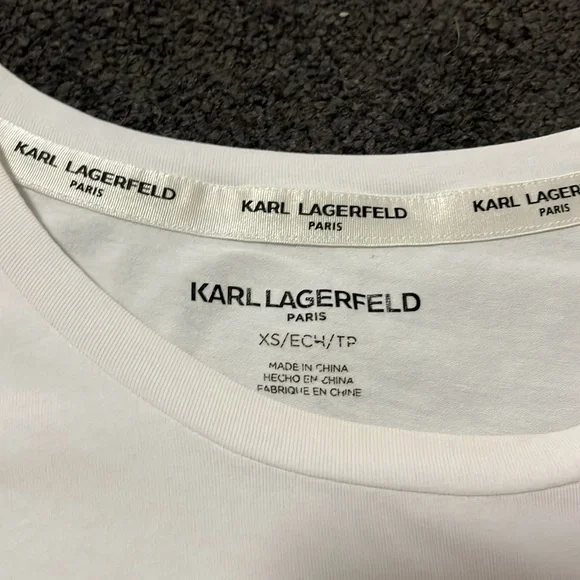 KARL LAGERFELD
PARIS
KARL LAGERFELD
PARIS
KARL LAGER
PARIS
KARL LAGERFELD
PARIS
XS/ECH/TP
MADE IN CHINA
HECHO EN CHINA
FABRIQUE EN CHINE